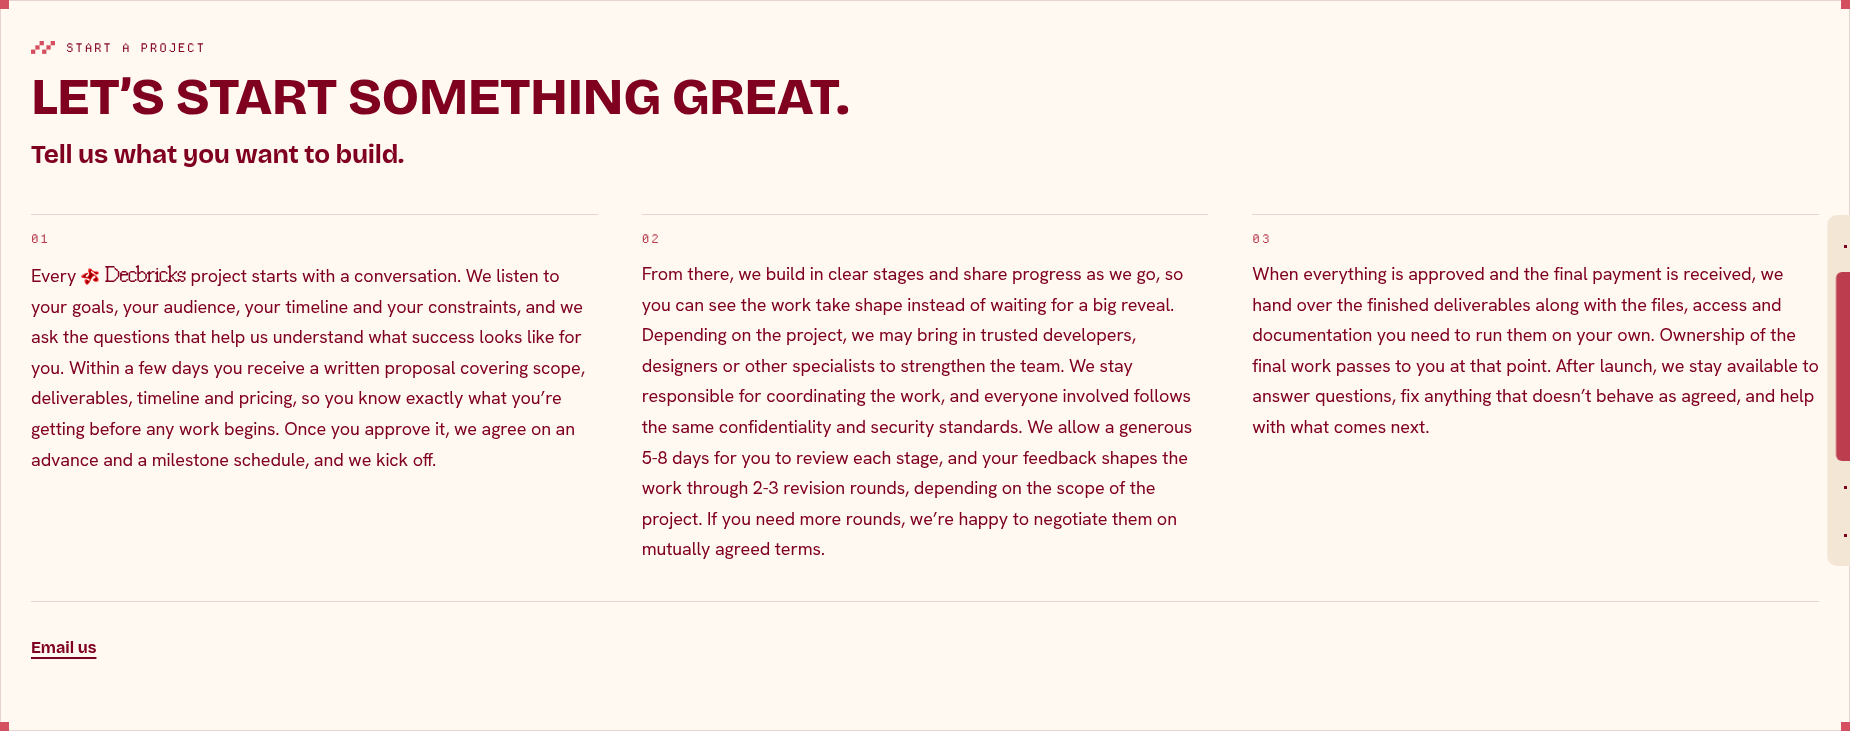 START A PROJECT
LET’S START SOMETHING GREAT.
Tell us what you want to build.
01
Every Decbricks project starts with a conversation. We listen to
your goals, your audience, your timeline and your constraints, and we
ask the questions that help us understand what success looks like for
you. Within a few days you receive a written proposal covering scope,
deliverables, timeline and pricing, so you know exactly what you’re
getting before any work begins. Once you approve it, we agree on an
advance and a milestone schedule, and we kick off.
02
From there, we build in clear stages and share progress as we go, so
you can see the work take shape instead of waiting for a big reveal.
Depending on the project, we may bring in trusted developers,
designers or other specialists to strengthen the team. We stay
responsible for coordinating the work, and everyone involved follows
the same confidentiality and security standards. We allow a generous
5-8 days for you to review each stage, and your feedback shapes the
work through 2-3 revision rounds, depending on the scope of the
project. If you need more rounds, we’re happy to negotiate them on
mutually agreed terms.
03
When everything is approved and the final payment is received, we
hand over the finished deliverables along with the files, access and
documentation you need to run them on your own. Ownership of the
final work passes to you at that point. After launch, we stay available to
answer questions, fix anything that doesn’t behave as agreed, and help
with what comes next.
Email us